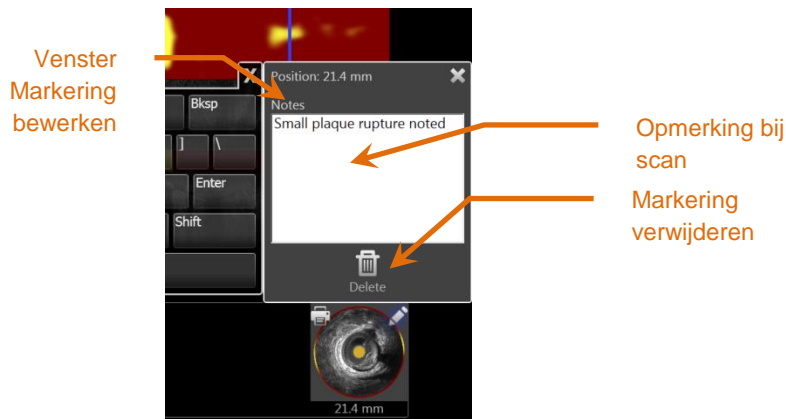 Venster
Markering
bewerken
X
Position: 21.4 mm
Notes
Small plaque rupture noted
Bksp
] \
Enter
Shift
Delete
21.4 mm
Opmerking bij
scan
Markering
verwijderen